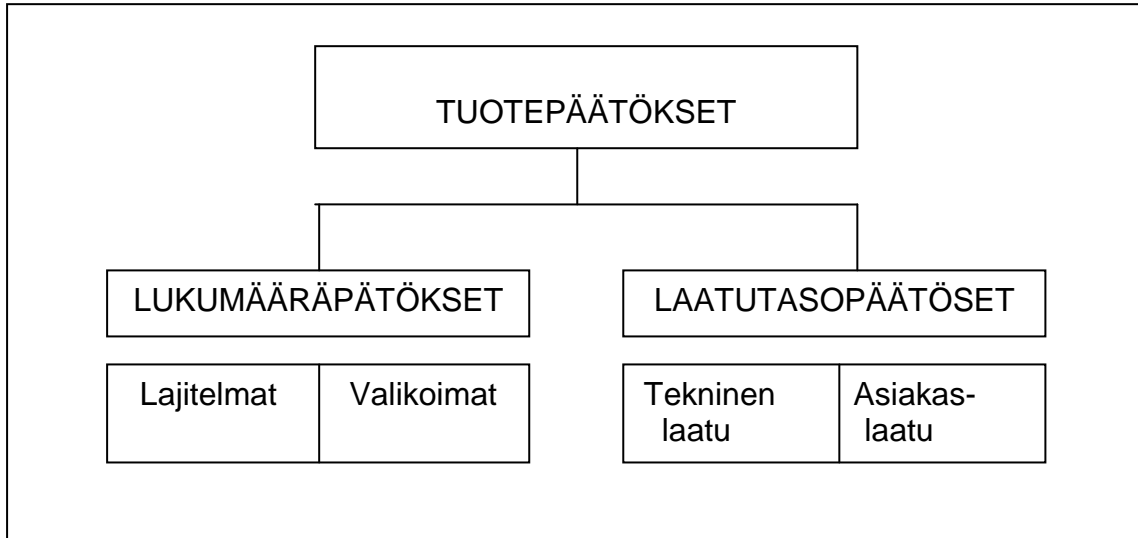 TUOTEPÄÄTÖKSET
LUKUMÄÄRÄPÄTÖKSET
LAATUTASOPÄÄTÖSET
Lajitelmat
Valikoimat
Tekninen
laatu
Asiakas-
laatu